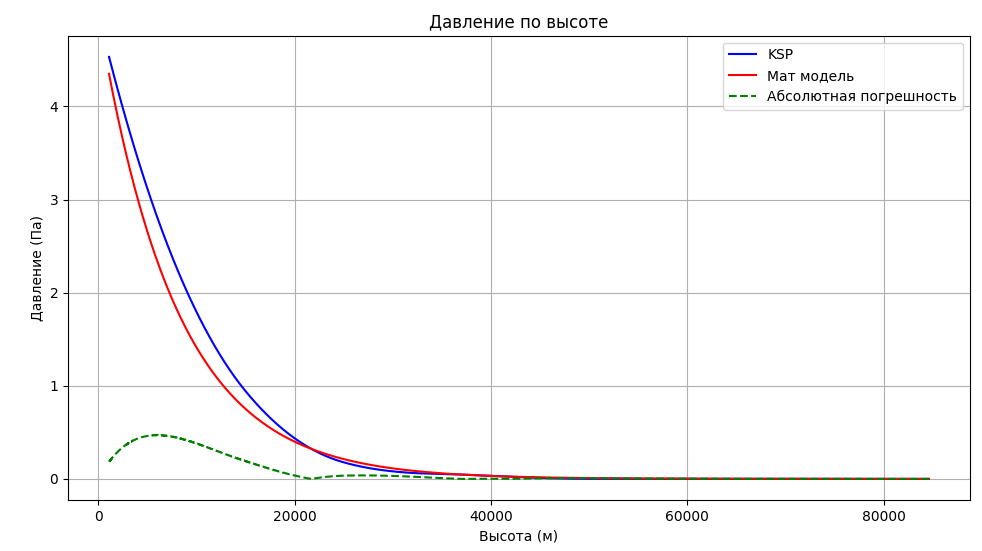 Давление по высоте
KSP
Мат модель
Абсолютная погрешность
Давление (Па)
4
3
2
1
0
0 20000 40000 60000 80000
Высота (м)